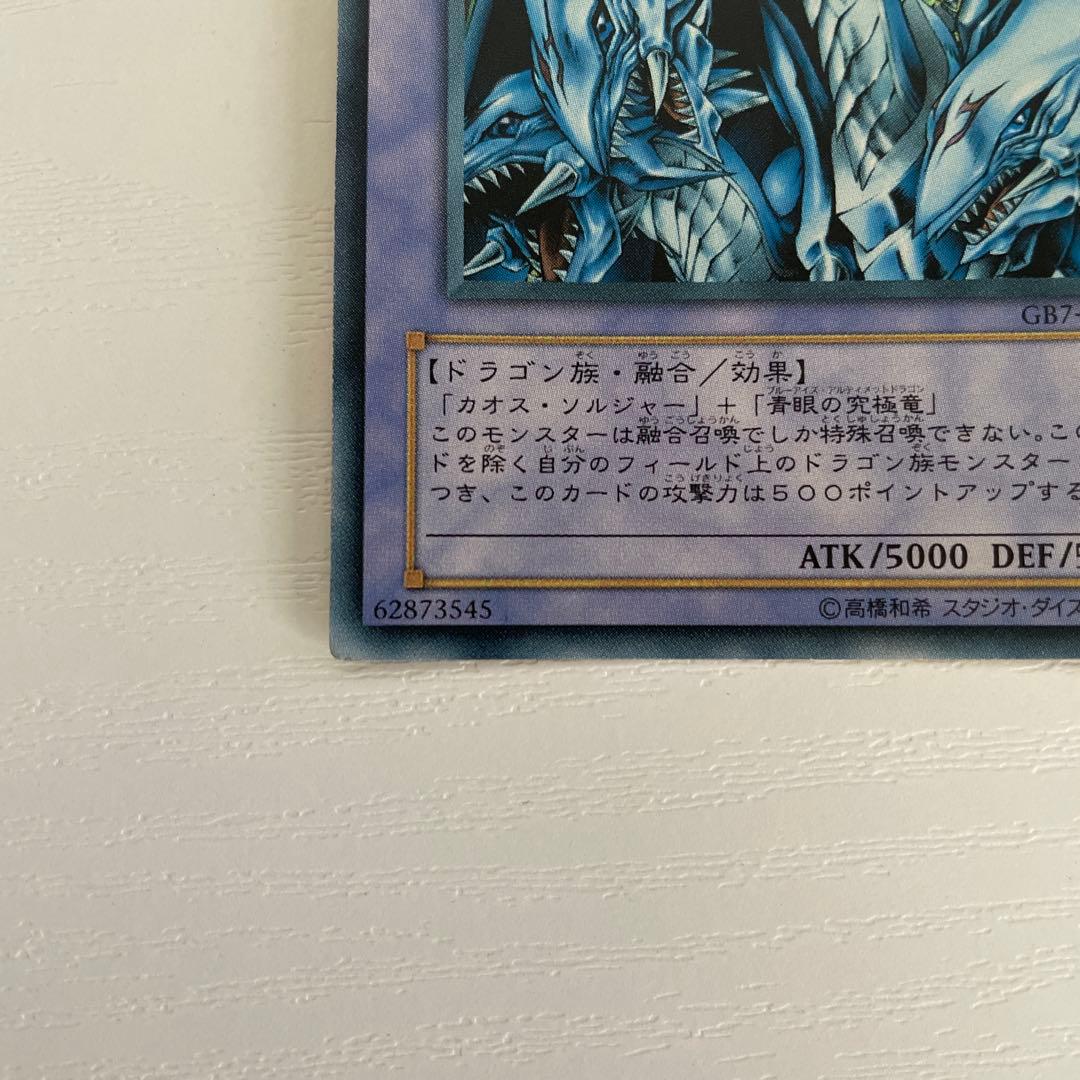 GB7-
【ドラゴン族・融合／効果】
「カオス・ソルジャー」＋「青眼の究極竜」
このモンスターは融合召喚でしか特殊召喚できない。この
ドを除く自分のフィールド上のドラゴン族モンスター
つき、このカードの攻撃力は５００ポイントアップする
ATK/5000 DEF/5
62873545
©高橋和希 スタジオ・ダイス